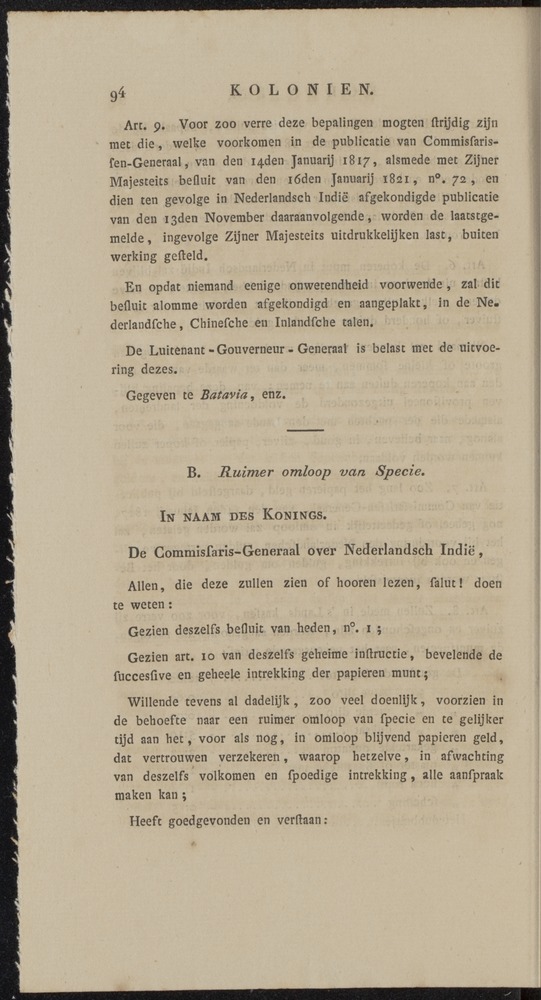 94 KOLONIEN.
Art. 9. Voor zoo verre deze bepalingen mogten ſtrijdig zijn
met die, welke voorkomen in de publicatie van Commisſaris-
ſen-Generaal, van den 14den Januarij 1817, alsmede met Zijner
Majesteits beſluit van den 16den Januarij 1821, nº. 72, en
dien ten gevolge in Nederlandsch Indië afgekondigde publicatie
van den 13den November daaraanvolgende, worden de laatstge-
melde, ingevolge Zijner Majesteits uitdrukkelijken last, buiten
werking geſteld.
En opdat niemand eenige onwetendheid voorwende, zal dit
beſluit alomme worden afgekondigd en aangeplakt, in de Ne-
derlandſche, Chineſche en Inlandſche talen.
De Luitenant-Gouverneur-Generaal is belast met de uitvoe-
ring dezes.
Gegeven te Batavia, enz.
B. Ruimer omloop van Specie.
IN NAAM DES KONINGS.
De Commisſaris-Generaal over Nederlandsch Indië,
Allen, die deze zullen zien of hooren lezen, ſalut! doen
te weten:
Gezien deszelfs beſluit van heden, nº. 1;
Gezien art. 10 van deszelfs geheime inſtructie, bevelende de
ſuccesſive en geheele intrekking der papieren munt;
Willende tevens al dadelijk, zoo veel doenlijk, voorzien in
de behoefte naar een ruimer omloop van ſpecie en te gelijker
tijd aan het, voor als nog, in omloop blijvend papieren geld,
dat vertrouwen verzekeren, waarop hetzelve, in afwachting
van deszelfs volkomen en ſpoedige intrekking, alle aanſpraak
maken kan;
Heeft goedgevonden en verſtaan: